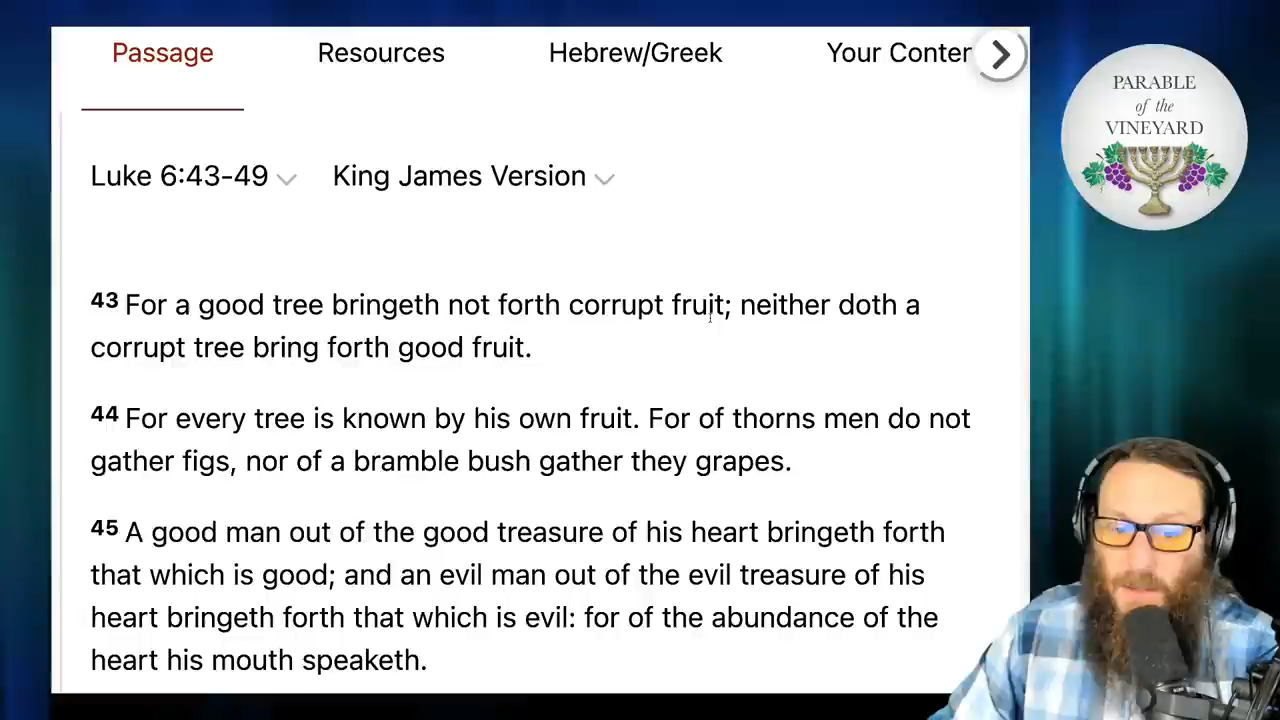 Passage
Resources
Hebrew/Greek
Your Conter
Luke 6:43-49
King James Version
43 For a good tree bringeth not forth corrupt fruit; neither doth a
corrupt tree bring forth good fruit.
44 For every tree is known by his own fruit. For of thorns men do not
gather figs, nor of a bramble bush gather they grapes.
45 A good man out of the good treasure of his heart bringeth forth
that which is good; and an evil man out of the evil treasure of his
heart bringeth forth that which is evil: for of the abundance of the
heart his mouth speaketh.
PARABLE
of the
VINEYARD